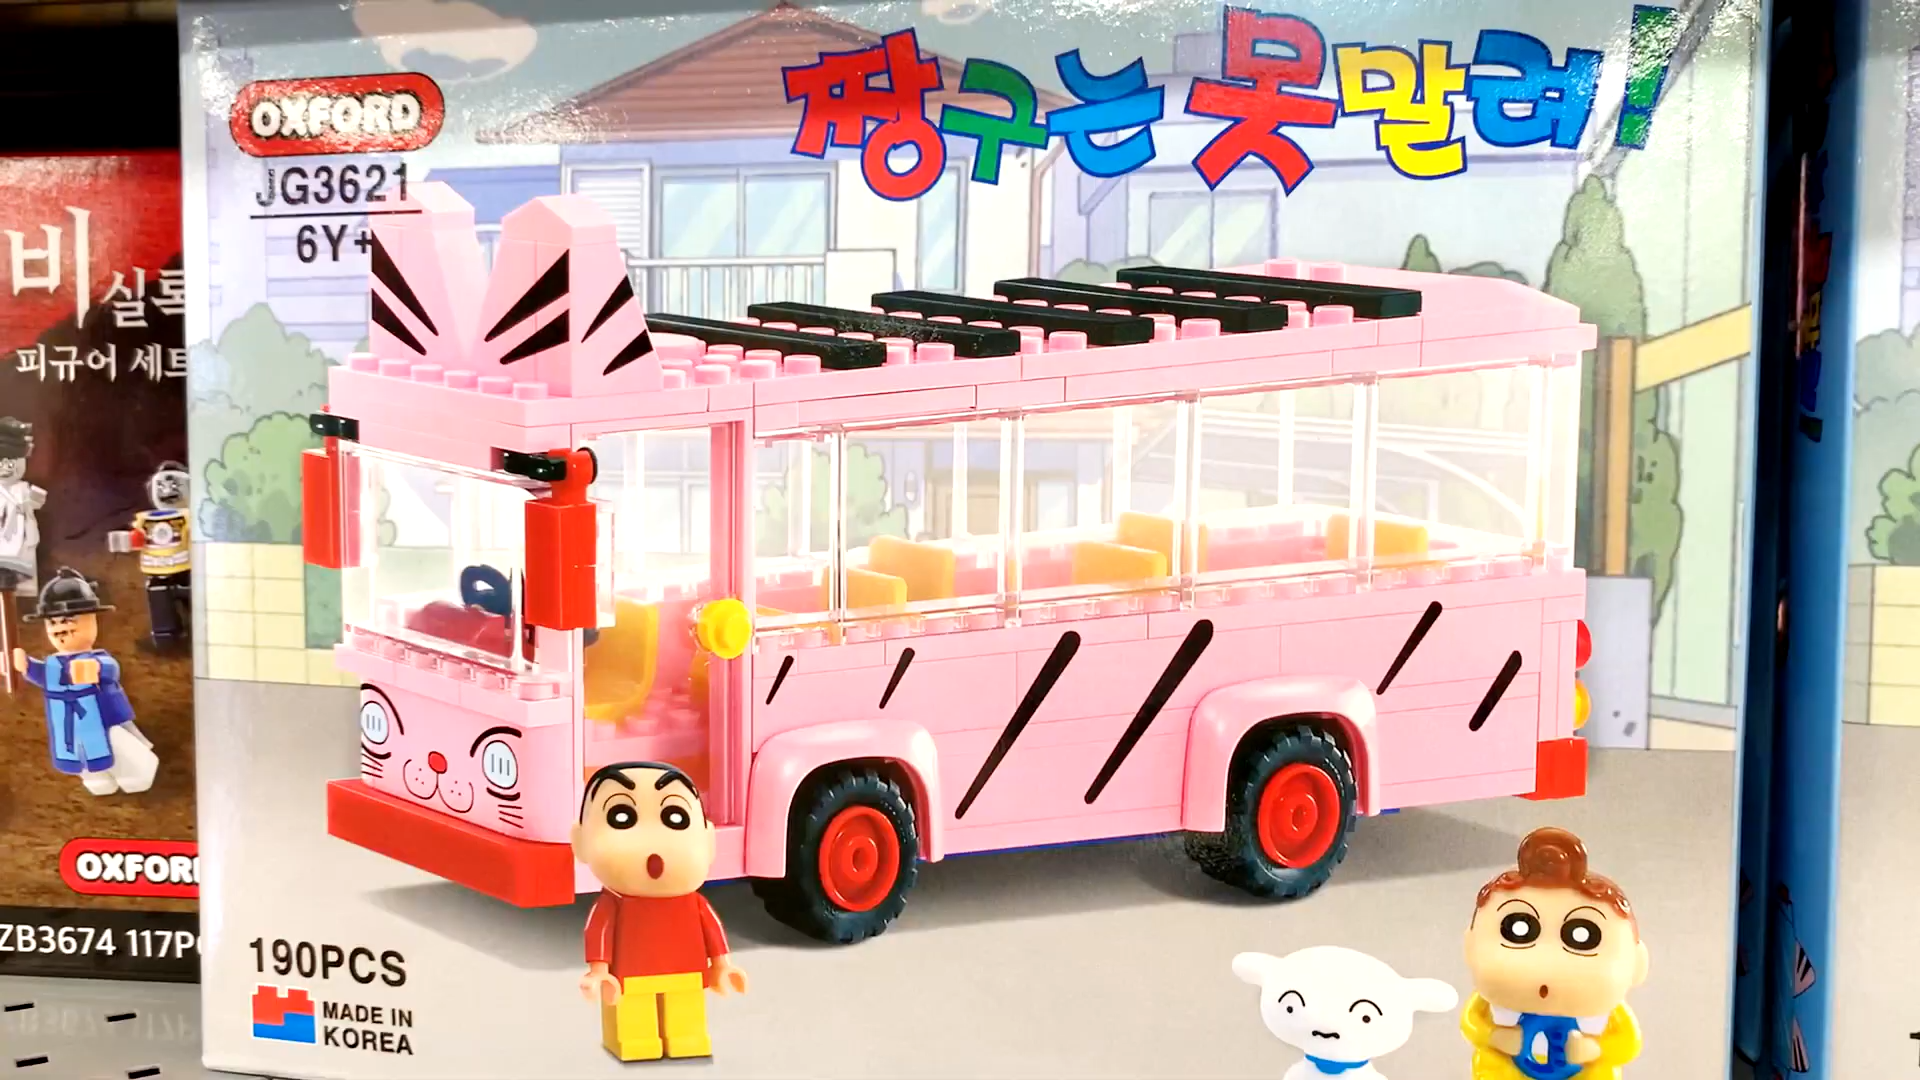 OXFORD
JG3621
6Y+
짱구는 못말려!
190PCS
MADE IN
KOREA
비실록
피규어 세트
OXFORD
ZB3674 117P